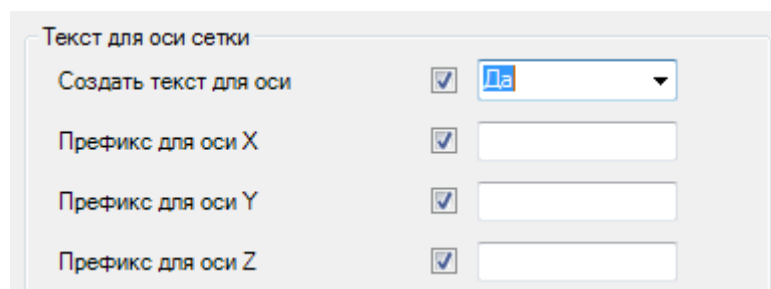 Текст для оси сетки
Создать текст для оси Да
Префикс для оси X
Префикс для оси Y
Префикс для оси Z